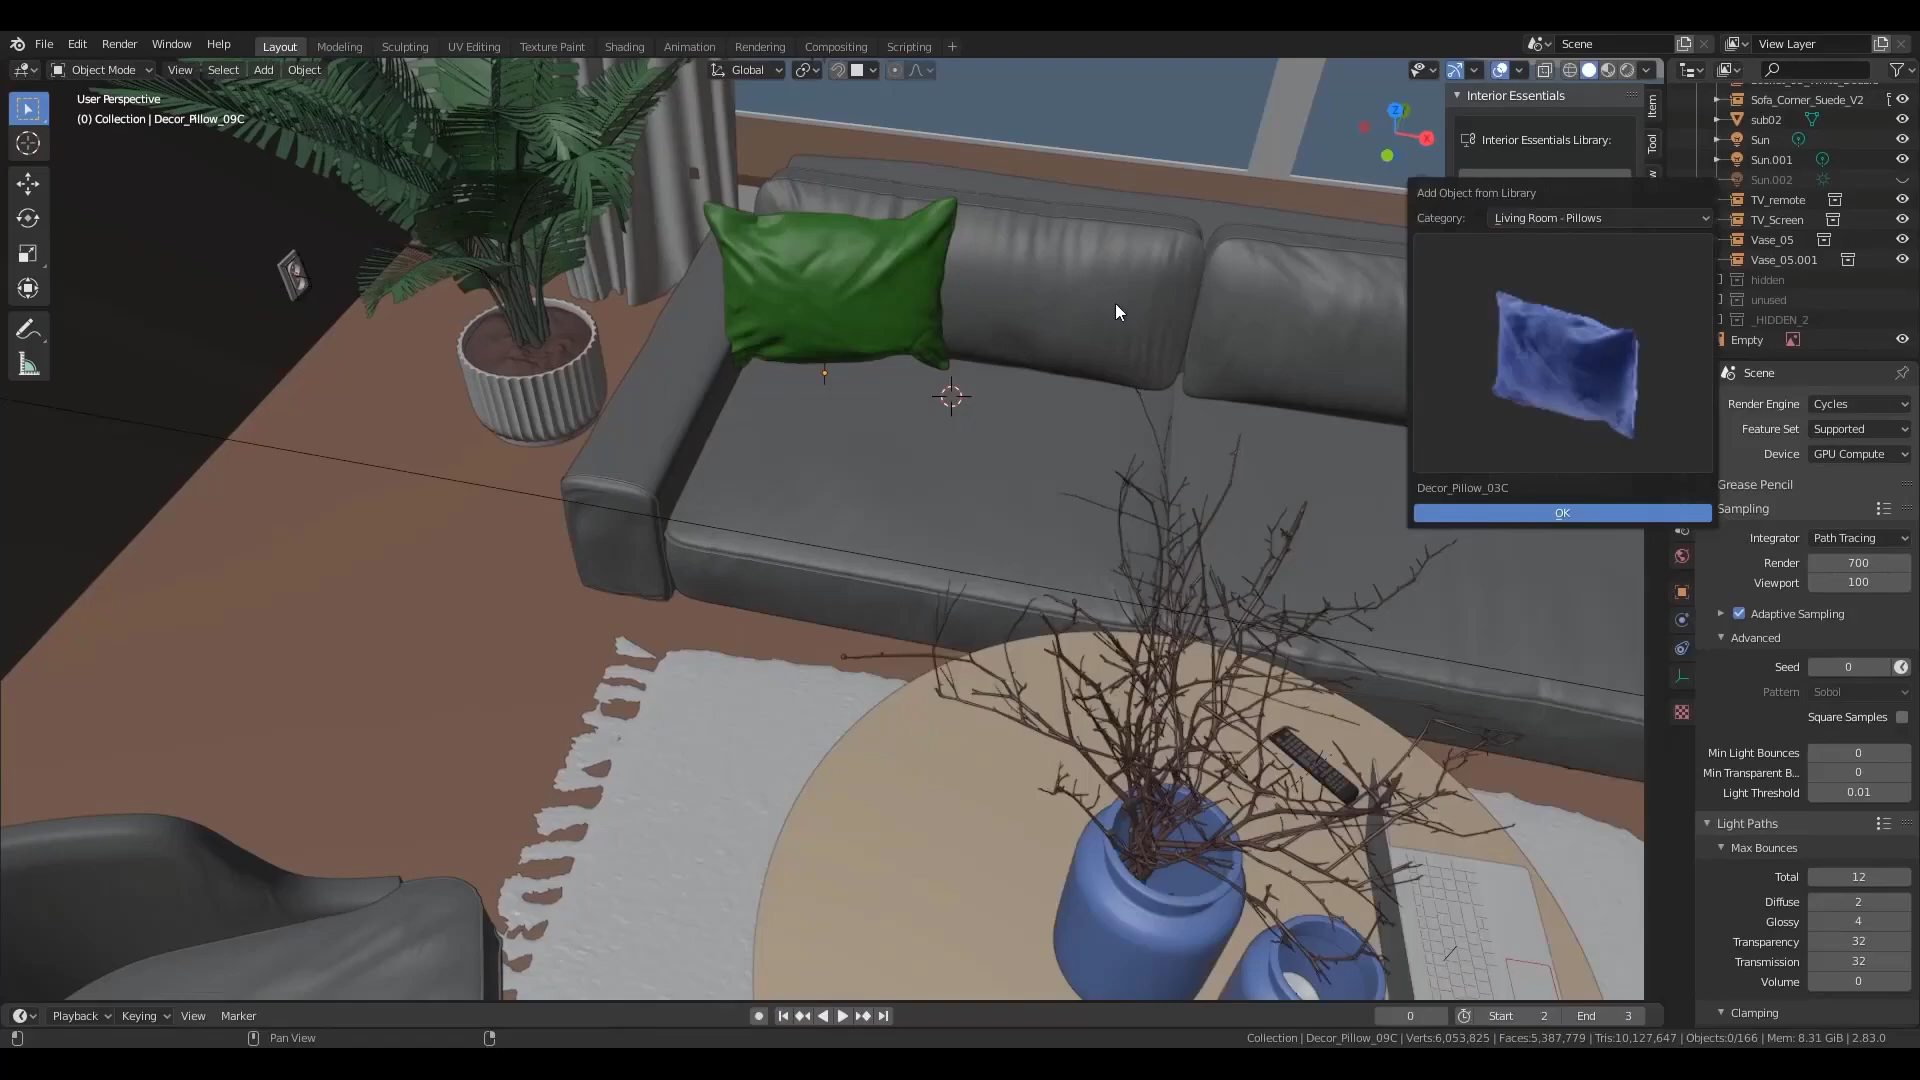 File Edit Render Window Help
Layout Modeling Sculpting UV Editing Texture Paint Shading Animation Rendering Compositing Scripting +
Scene
View Layer
Object Mode View Select Add Object
Global
User Perspective
(0) Collection | Decor_Pillow_09C
Interior Essentials
Interior Essentials Library:
Item
Tool
Z
X
Add Object from Library
Category: Living Room - Pillows
Decor_Pillow_03C
OK
Sofa_Corner_Suede_V2
sub02
Sun
Sun.001
Sun.002
TV_remote
TV_Screen
Vase_05
Vase_05.001
hidden
unused
_HIDDEN_2
Empty
Scene
Render Engine Cycles
Feature Set Supported
Device GPU Compute
Grease Pencil
Sampling
Integrator Path Tracing
Render 700
Viewport 100
Adaptive Sampling
Advanced
Seed 0
Pattern Sobol
Square Samples
Min Light Bounces 0
Min Transparent B... 0
Light Threshold 0.01
Light Paths
Max Bounces
Total 12
Diffuse 2
Glossy 4
Transparency 32
Transmission 32
Volume 0
Clamping
Playback Keying View Marker
0 Start 2 End 3
Pan View
Collection | Decor_Pillow_09C | Verts:6,053,825 | Faces:5,387,779 | Tris:10,127,647 | Objects:0/166 | Mem: 8.31 GiB | 2.83.0